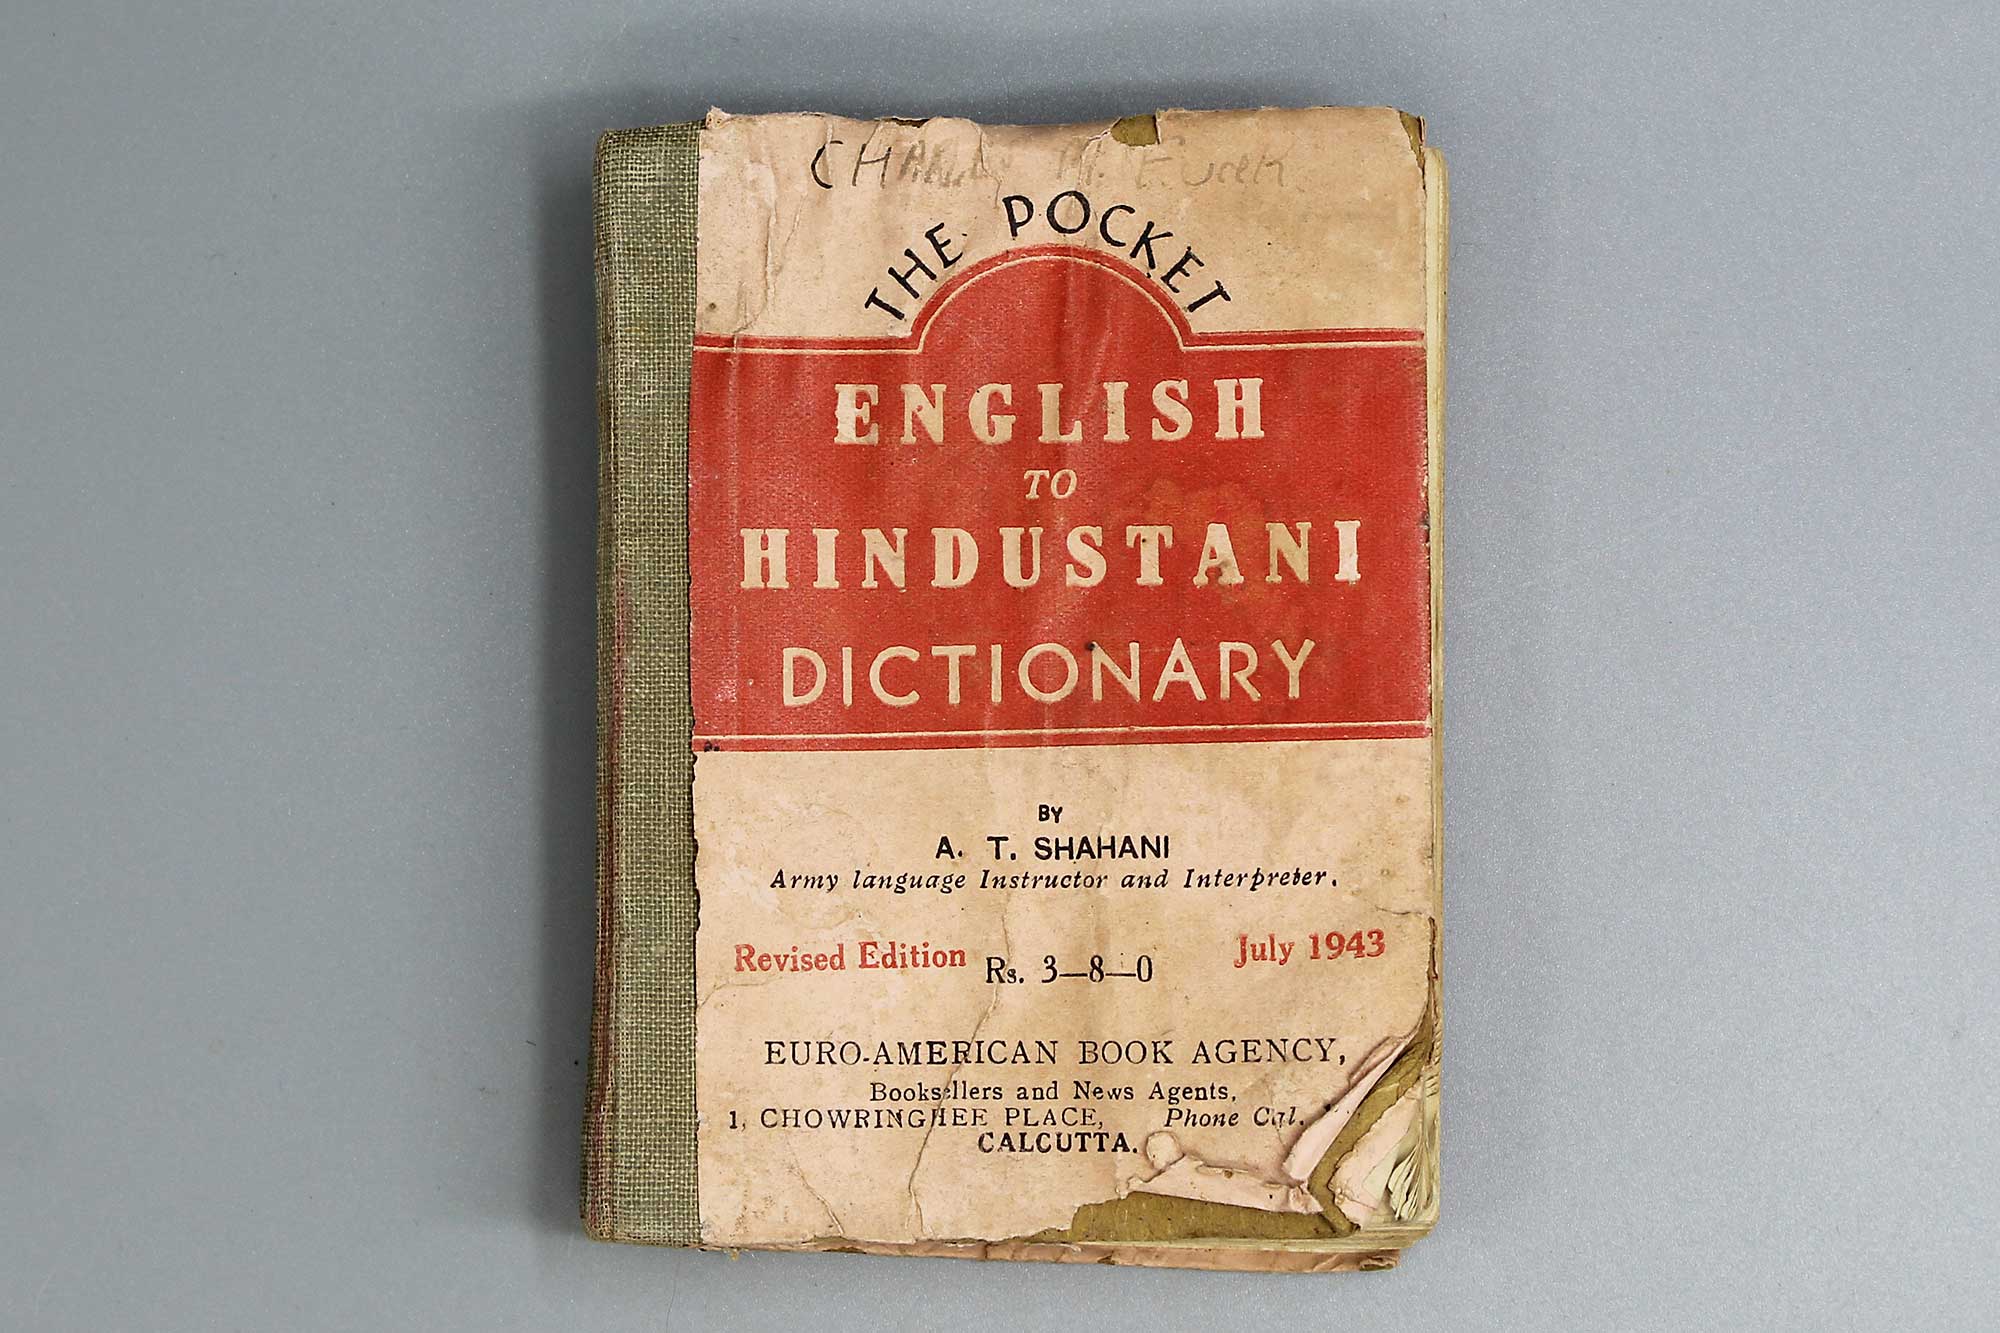 THE POCKET
ENGLISH
TO
HINDUSTANI
DICTIONARY
BY
A. T. SHAHANI
Army language Instructor and Interpreter.
Revised Edition Rs. 3—8—0 July 1943
EURO-AMERICAN BOOK AGENCY,
Booksellers and News Agents,
1, CHOWRINGHEE PLACE, Phone Cal.
CALCUTTA.